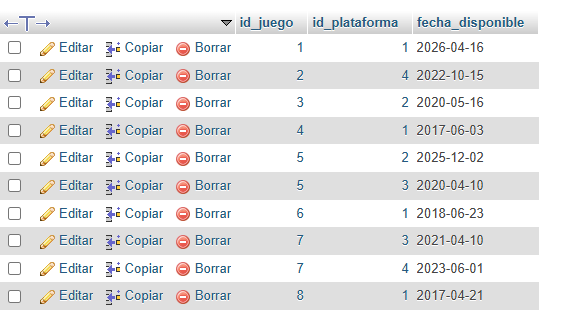 id_juego id_plataforma fecha_disponible
Editar Copiar Borrar 1 1 2026-04-16
Editar Copiar Borrar 2 4 2022-10-15
Editar Copiar Borrar 3 2 2020-05-16
Editar Copiar Borrar 4 1 2017-06-03
Editar Copiar Borrar 5 2 2025-12-02
Editar Copiar Borrar 5 3 2020-04-10
Editar Copiar Borrar 6 1 2018-06-23
Editar Copiar Borrar 7 3 2021-04-10
Editar Copiar Borrar 7 4 2023-06-01
Editar Copiar Borrar 8 1 2017-04-21